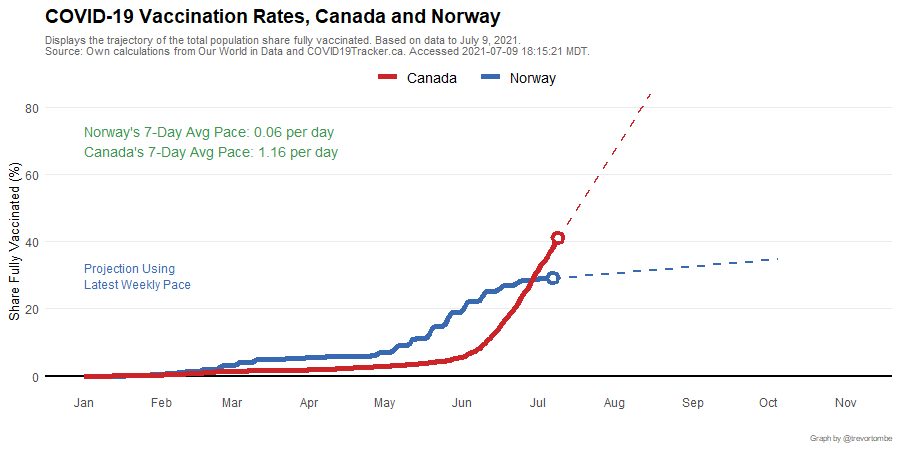 COVID-19 Vaccination Rates, Canada and Norway
Displays the trajectory of the total population share fully vaccinated. Based on data to July 9, 2021.
Source: Own calculations from Our World in Data and COVID19Tracker.ca. Accessed 2021-07-09 18:15:21 MDT.
Canada Norway
Norway's 7-Day Avg Pace: 0.06 per day
Canada's 7-Day Avg Pace: 1.16 per day
Projection Using
Latest Weekly Pace
Share Fully Vaccinated (%)
80
60
40
20
0
Jan Feb Mar Apr May Jun Jul Aug Sep Oct Nov
Graph by @trevortombe